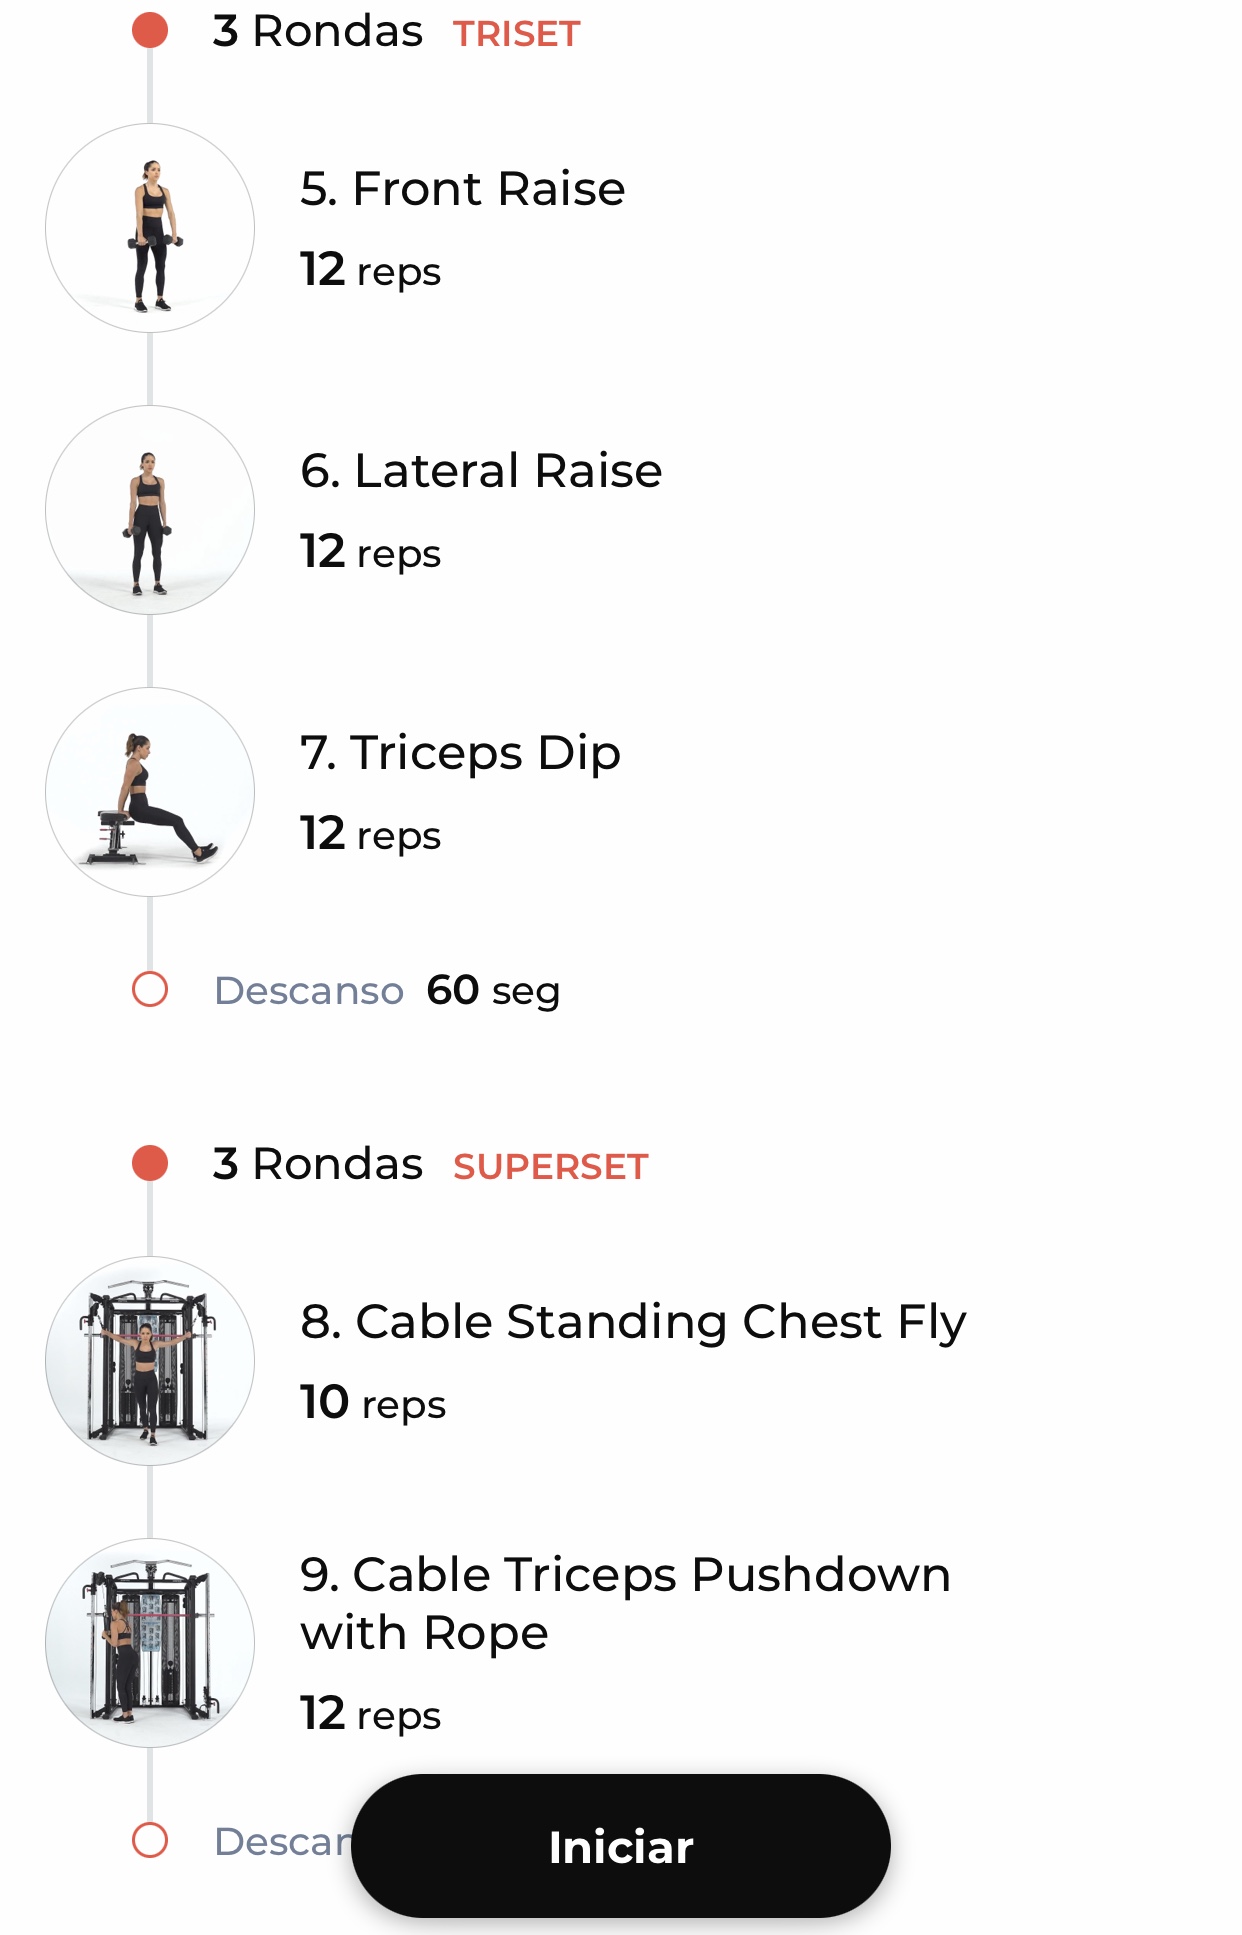 3 Rondas TRISET
5. Front Raise
12 reps
6. Lateral Raise
12 reps
7. Triceps Dip
12 reps
Descanso 60 seg
3 Rondas SUPERSET
8. Cable Standing Chest Fly
10 reps
9. Cable Triceps Pushdown
with Rope
12 reps
Iniciar